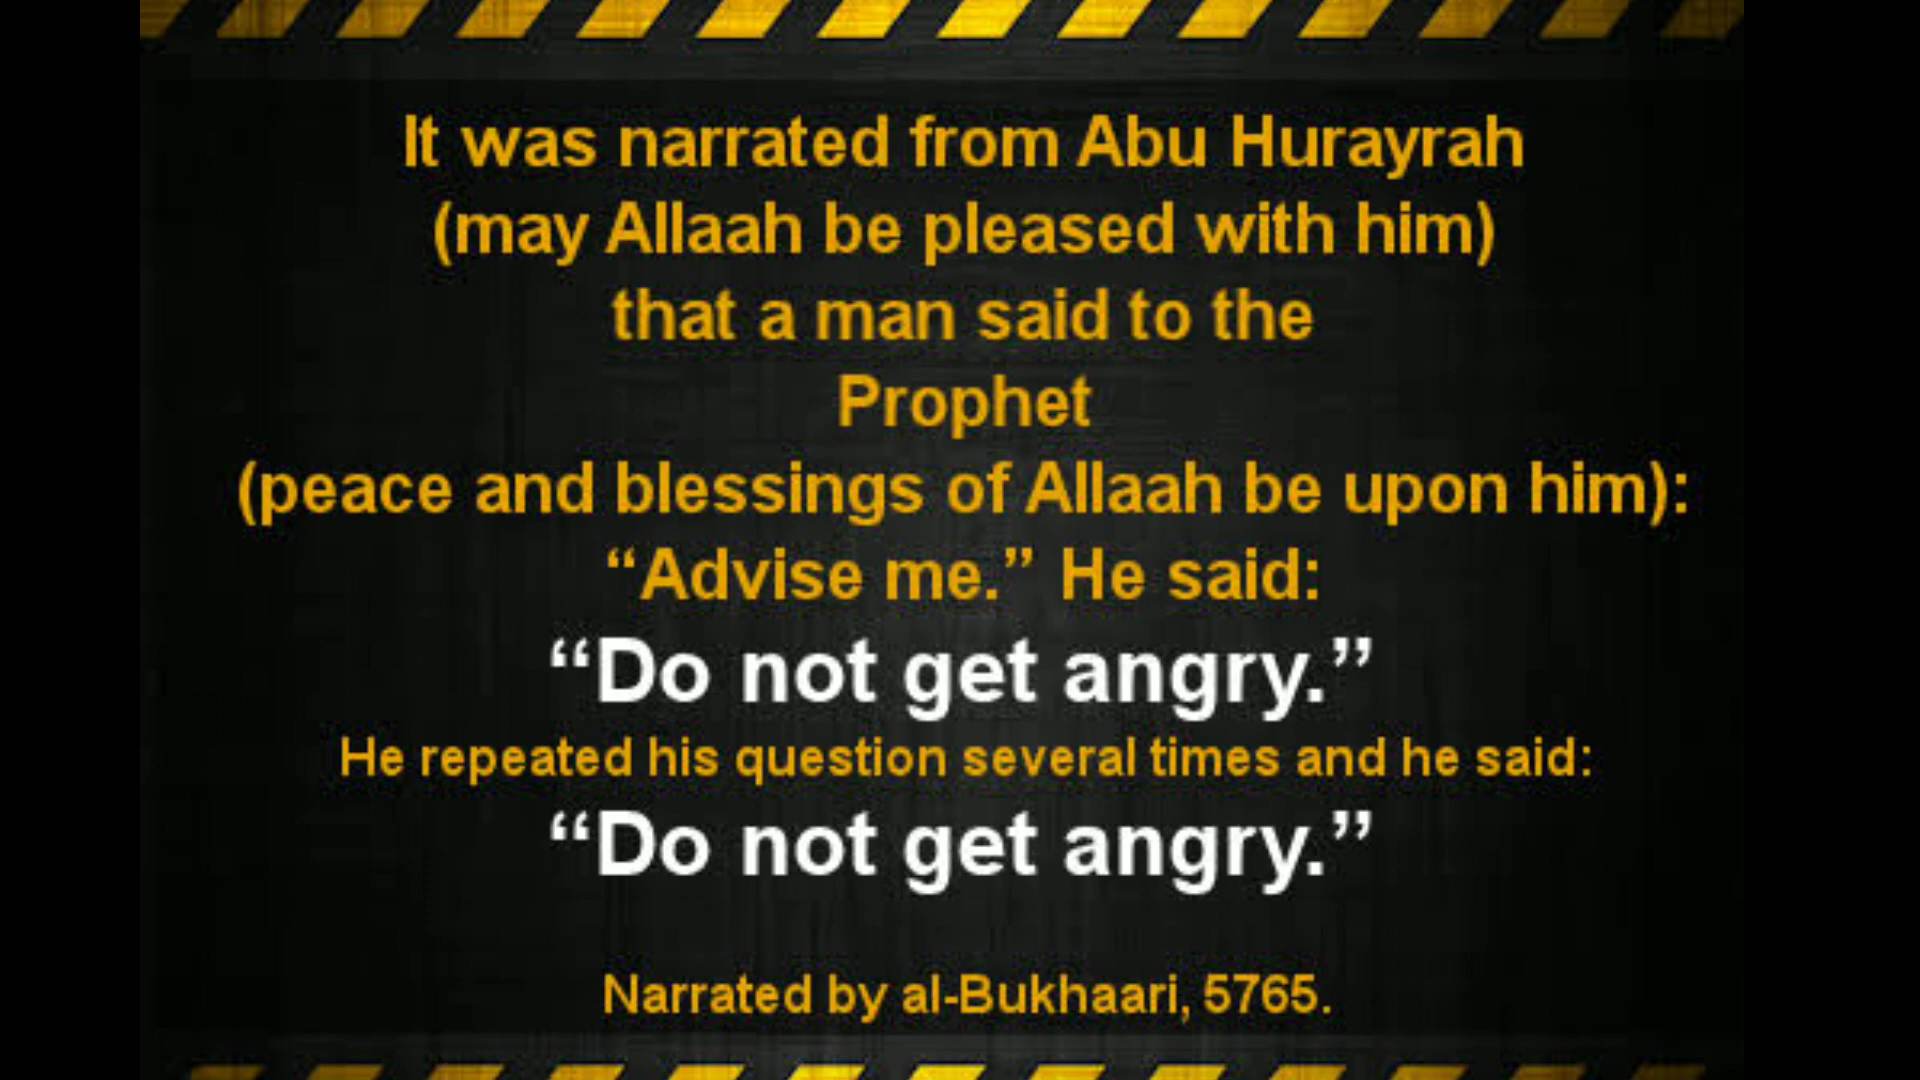 It was narrated from Abu Hurayrah
(may Allaah be pleased with him)
that a man said to the
Prophet
(peace and blessings of Allaah be upon him):
“Advise me.” He said:
“Do not get angry.”
He repeated his question several times and he said:
“Do not get angry.”
Narrated by al-Bukhaari, 5765.